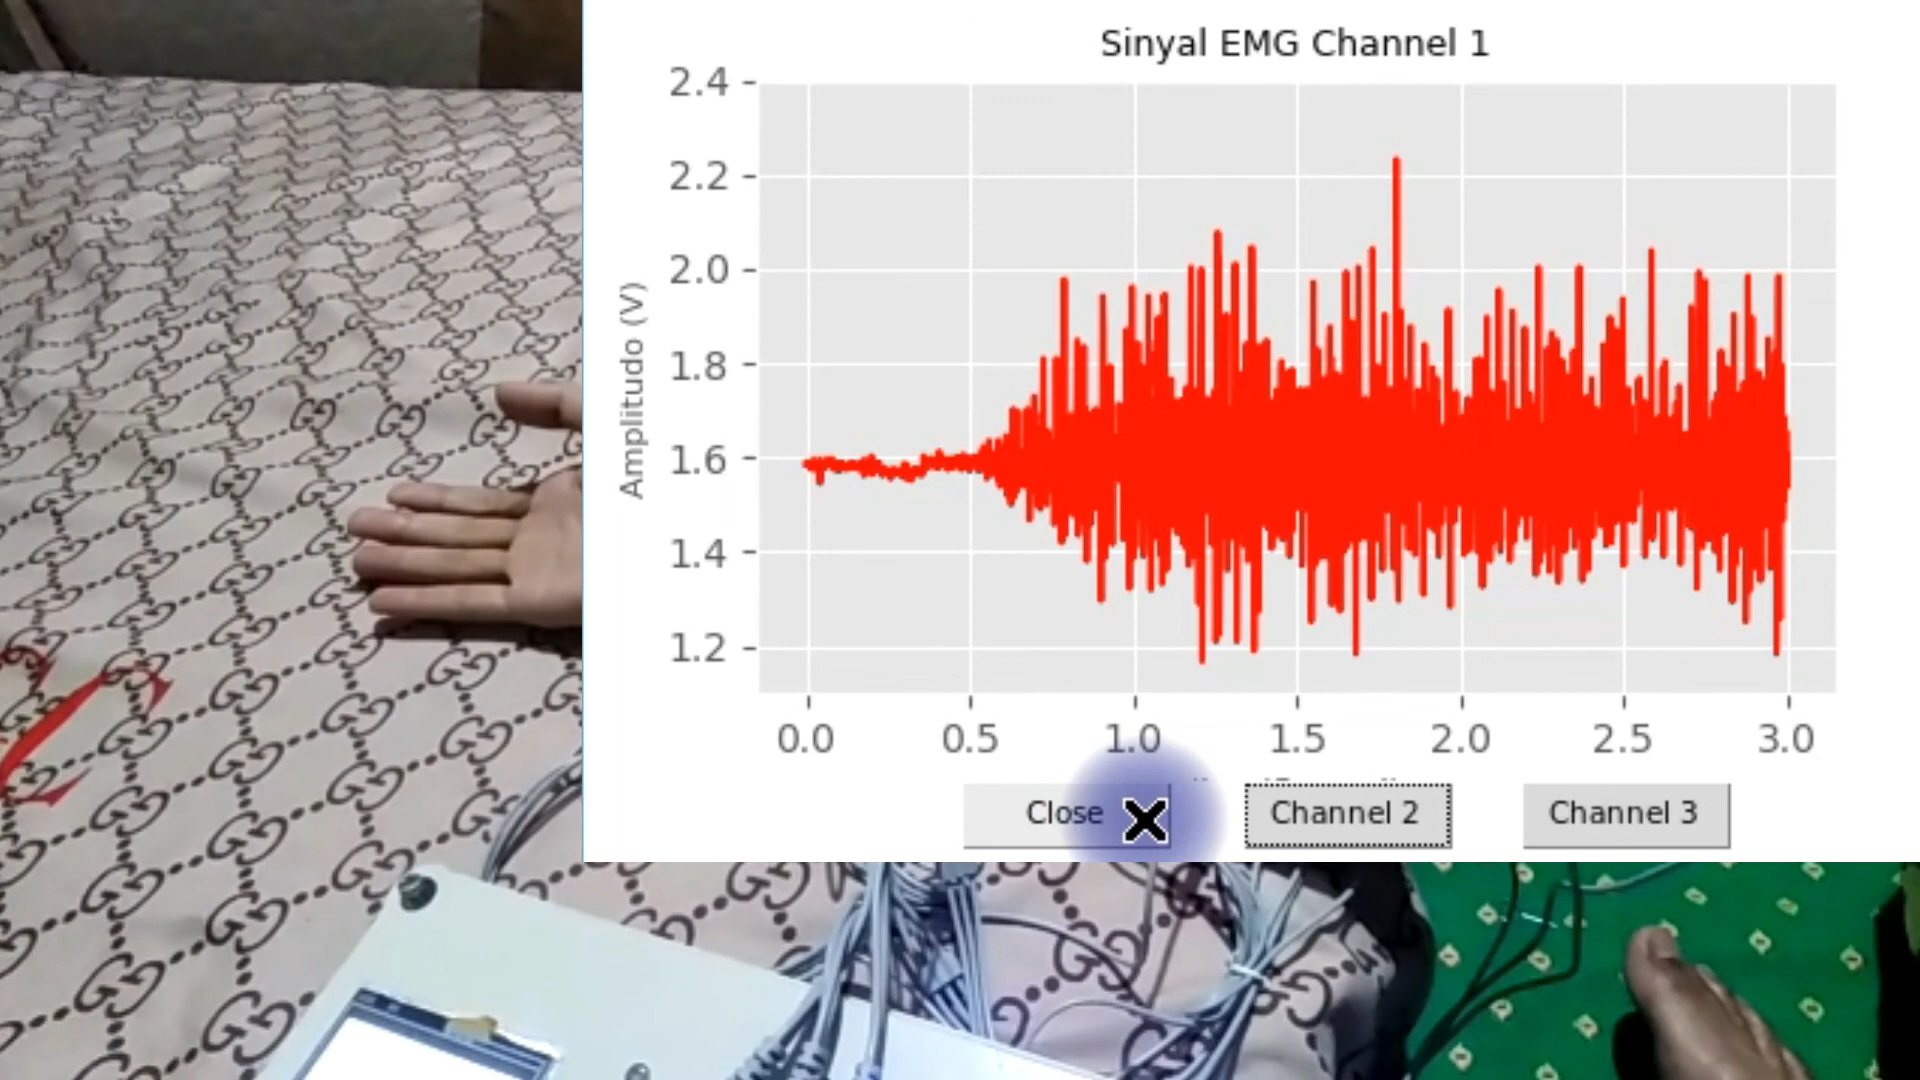 Sinyal EMG Channel 1
Amplitudo (V)
2.4
2.2
2.0
1.8
1.6
1.4
1.2
0.0 0.5 1.0 1.5 2.0 2.5 3.0
Close Channel 2 Channel 3